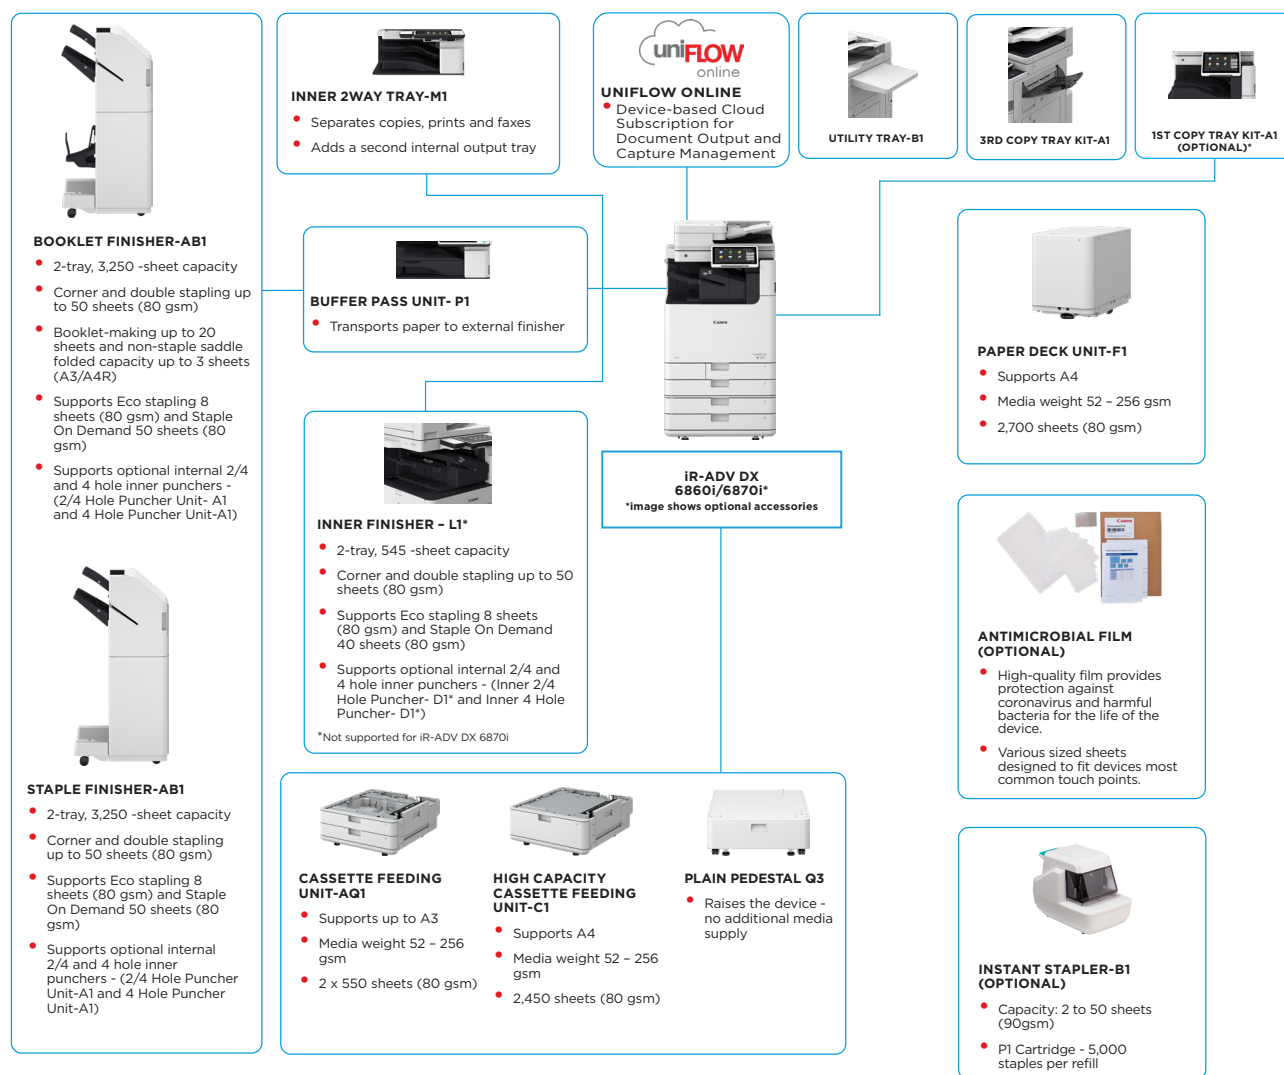 BOOKLET FINISHER-AB1
• 2-tray, 3,250 -sheet capacity
• Corner and double stapling up
to 50 sheets (80 gsm)
• Booklet-making up to 20
sheets and non-staple saddle
folded capacity up to 3 sheets
(A3/A4R)
• Supports Eco stapling 8
sheets (80 gsm) and Staple
On Demand 50 sheets (80
gsm)
• Supports optional internal 2/4
and 4 hole inner punchers -
(2/4 Hole Puncher Unit- A1
and 4 Hole Puncher Unit-A1)
STAPLE FINISHER-AB1
• 2-tray, 3,250 -sheet capacity
• Corner and double stapling
up to 50 sheets (80 gsm)
• Supports Eco stapling 8
sheets (80 gsm) and Staple
On Demand 50 sheets (80
gsm)
• Supports optional internal
2/4 and 4 hole inner
punchers - (2/4 Hole Puncher
Unit-A1 and 4 Hole Puncher
Unit-A1)
INNER 2WAY TRAY-M1
• Separates copies, prints and faxes
• Adds a second internal output tray
BUFFER PASS UNIT- P1
• Transports paper to external finisher
INNER FINISHER – L1*
• 2-tray, 545 -sheet capacity
• Corner and double stapling up to 50
sheets (80 gsm)
• Supports Eco stapling 8 sheets
(80 gsm) and Staple On Demand
40 sheets (80 gsm)
• Supports optional internal 2/4 and
4 hole inner punchers - (Inner 2/4
Hole Puncher- D1* and Inner 4 Hole
Puncher- D1*)
*Not supported for iR-ADV DX 6870i
uniFLOW
online
UNIFLOW ONLINE
• Device-based Cloud
Subscription for
Document Output and
Capture Management
UTILITY TRAY-B1
3RD COPY TRAY KIT-A1
1ST COPY TRAY KIT-A1
(OPTIONAL)*
Canon
iR-ADV DX
6860i/6870i*
*image shows optional accessories
CASSETTE FEEDING
UNIT-AQ1
• Supports up to A3
• Media weight 52 – 256
gsm
• 2 x 550 sheets (80 gsm)
HIGH CAPACITY
CASSETTE FEEDING
UNIT-C1
• Supports A4
• Media weight 52 – 256
gsm
• 2,450 sheets (80 gsm)
PLAIN PEDESTAL Q3
• Raises the device -
no additional media
supply
PAPER DECK UNIT-F1
• Supports A4
• Media weight 52 – 256 gsm
• 2,700 sheets (80 gsm)
Canon
ANTIMICROBIAL FILM
(OPTIONAL)
• High-quality film provides
protection against
coronavirus and harmful
bacteria for the life of the
device.
• Various sized sheets
designed to fit devices most
common touch points.
INSTANT STAPLER-B1
(OPTIONAL)
• Capacity: 2 to 50 sheets
(90gsm)
• P1 Cartridge - 5,000
staples per refill